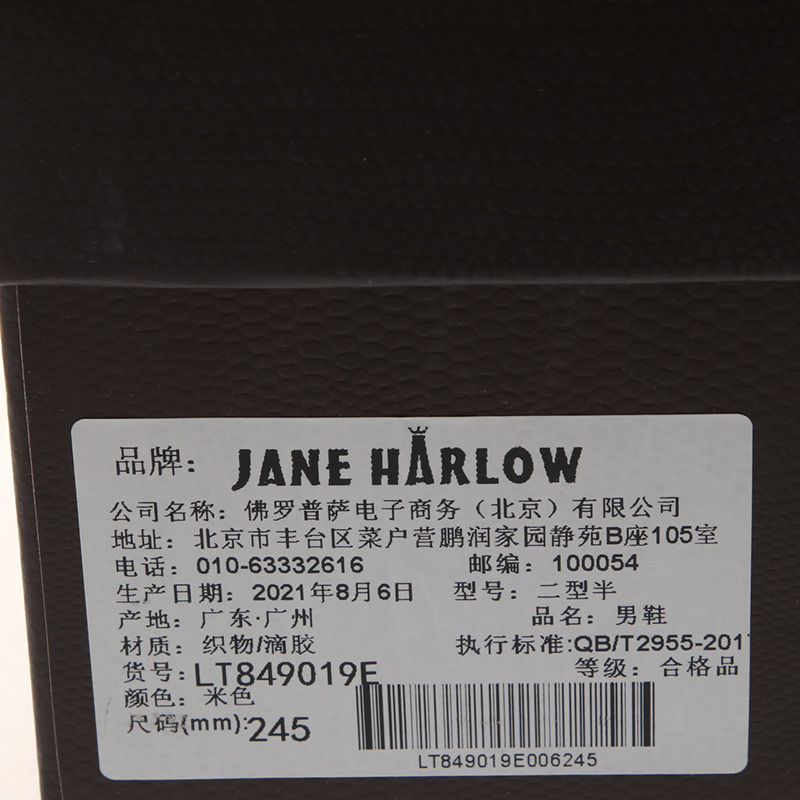 品牌: JANE HARLOW
公司名称: 佛罗普萨电子商务（北京）有限公司
地址: 北京市丰台区菜户营鹏润家园静苑B座105室
电话: 010-63332616 邮编: 100054
生产日期: 2021年8月6日 型号: 二型半
产地: 广东·广州 品名: 男鞋
材质: 织物/滴胶 执行标准:QB/T2955-201
货号: LT849019E 等级: 合格品
颜色: 米色
尺码(mm): 245
LT849019E006245